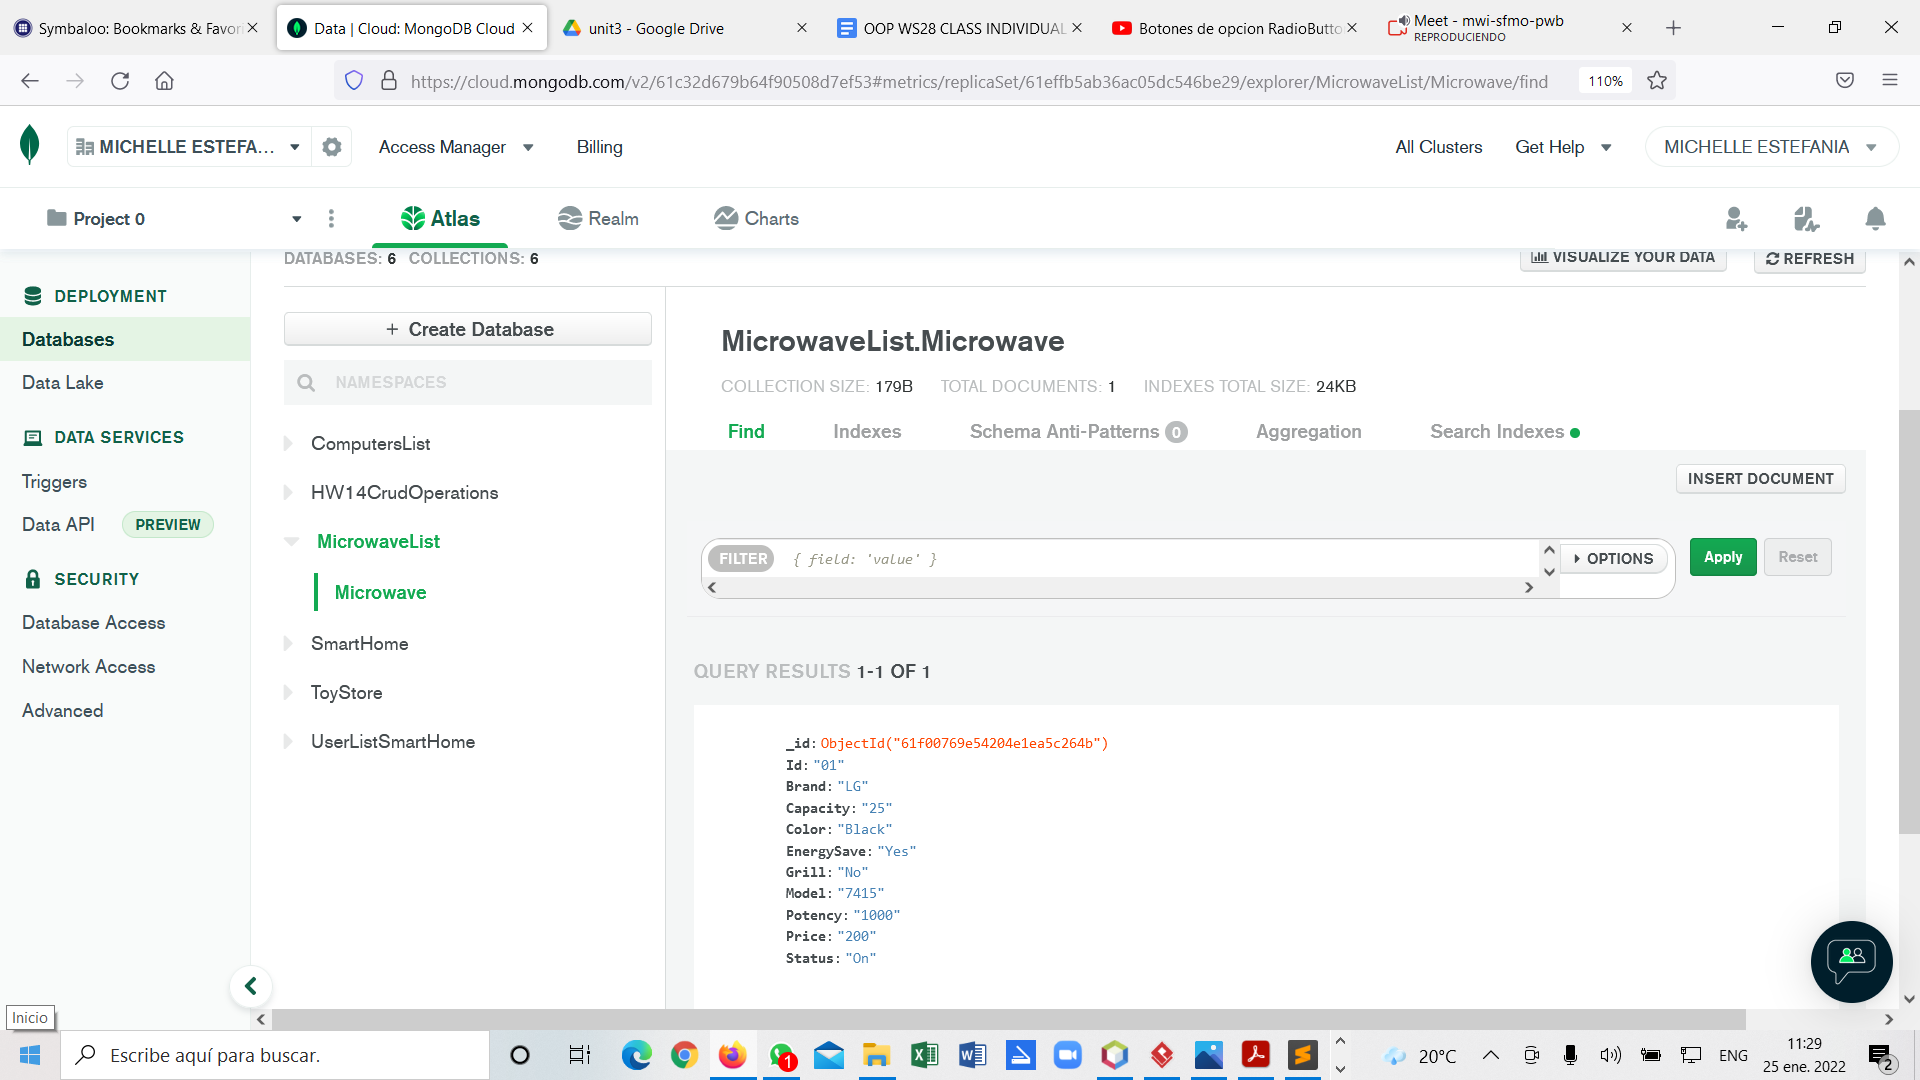 Symbaloo: Bookmarks & Favori
Data | Cloud: MongoDB Cloud
unit3 - Google Drive
OOP WS28 CLASS INDIVIDUAL
Botones de opcion RadioButto
Meet - mwi-sfmo-pwb
REPRODUCIENDO
https://cloud.mongodb.com/v2/61c32d679b64f90508d7ef53#metrics/replicaSet/61effb5ab36ac05dc546be29/explorer/MicrowaveList/Microwave/find
110%
MICHELLE ESTEFA...
Access Manager
Billing
All Clusters
Get Help
MICHELLE ESTEFANIA
Project 0
Atlas
Realm
Charts
DATABASES: 6 COLLECTIONS: 6
VISUALIZE YOUR DATA
REFRESH
DEPLOYMENT
Databases
Data Lake
DATA SERVICES
Triggers
Data API PREVIEW
SECURITY
Database Access
Network Access
Advanced
+ Create Database
NAMESPACES
ComputersList
HW14CrudOperations
MicrowaveList
Microwave
SmartHome
ToyStore
UserListSmartHome
MicrowaveList.Microwave
COLLECTION SIZE: 179B TOTAL DOCUMENTS: 1 INDEXES TOTAL SIZE: 24KB
Find
Indexes
Schema Anti-Patterns 0
Aggregation
Search Indexes
INSERT DOCUMENT
FILTER { field: 'value' }
OPTIONS
Apply
Reset
QUERY RESULTS 1-1 OF 1
_id: ObjectId("61f00769e54204e1ea5c264b")
Id: "01"
Brand: "LG"
Capacity: "25"
Color: "Black"
EnergySave: "Yes"
Grill: "No"
Model: "7415"
Potency: "1000"
Price: "200"
Status: "On"
Inicio
Escribe aquí para buscar.
1
20°C
ENG
11:29
25 ene. 2022
2